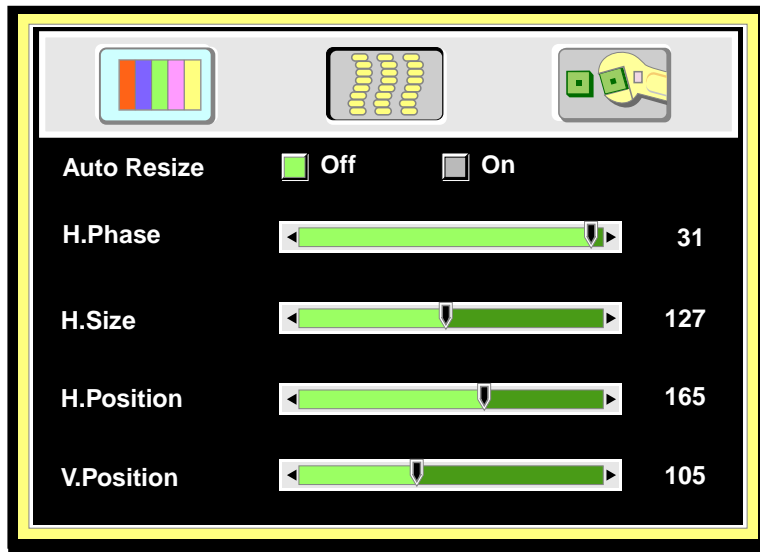 Auto Resize Off On
H.Phase 31
H.Size 127
H.Position 165
V.Position 105